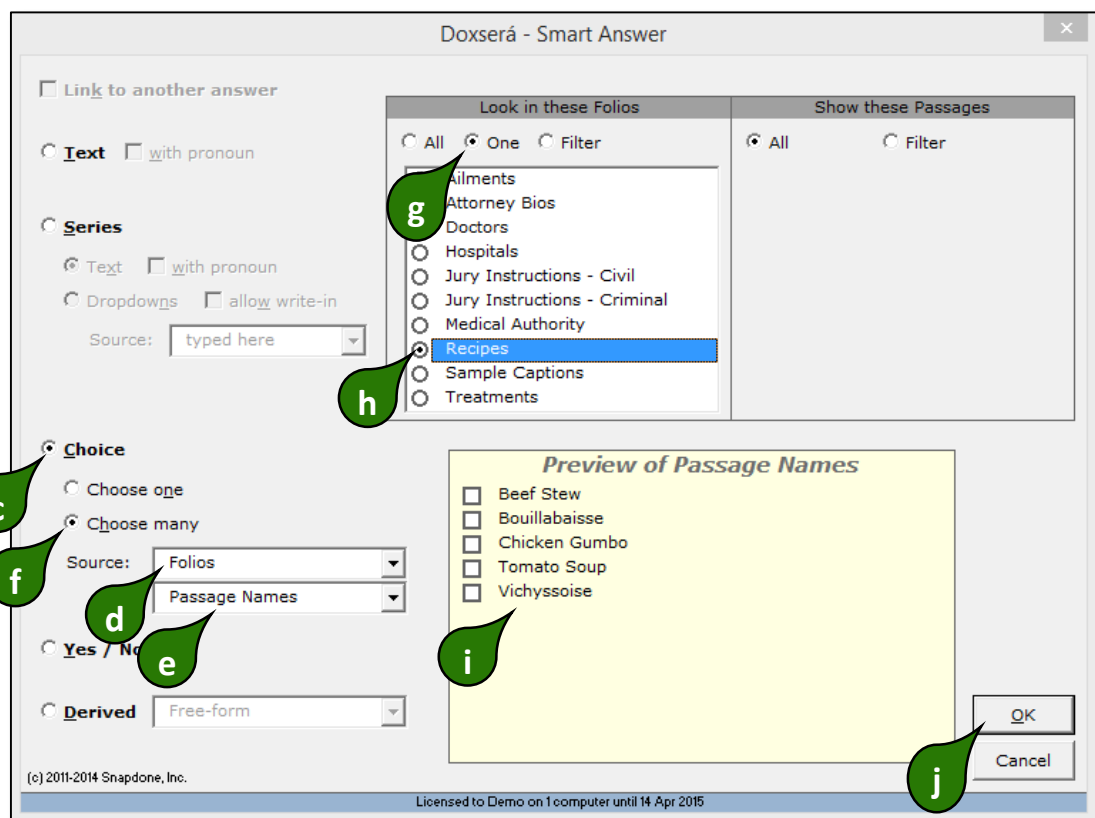 Doxserá - Smart Answer
×
Link to another answer
Text with pronoun
Series
Text with pronoun
Dropdowns allow write-in
Source: typed here
Look in these Folios
All One Filter
g
Ailments
Attorney Bios
Doctors
Hospitals
Jury Instructions - Civil
Jury Instructions - Criminal
Medical Authority
Recipes
Sample Captions
Treatments
h
Show these Passages
All Filter
Choice
c
Choose one
Choose many
f
Source: Folios
d
Passage Names
e
Yes / No
Derived Free-form
Preview of Passage Names
Beef Stew
Bouillabaisse
Chicken Gumbo
Tomato Soup
Vichyssoise
i
OK
j
Cancel
(c) 2011-2014 Snapdone, Inc.
Licensed to Demo on 1 computer until 14 Apr 2015